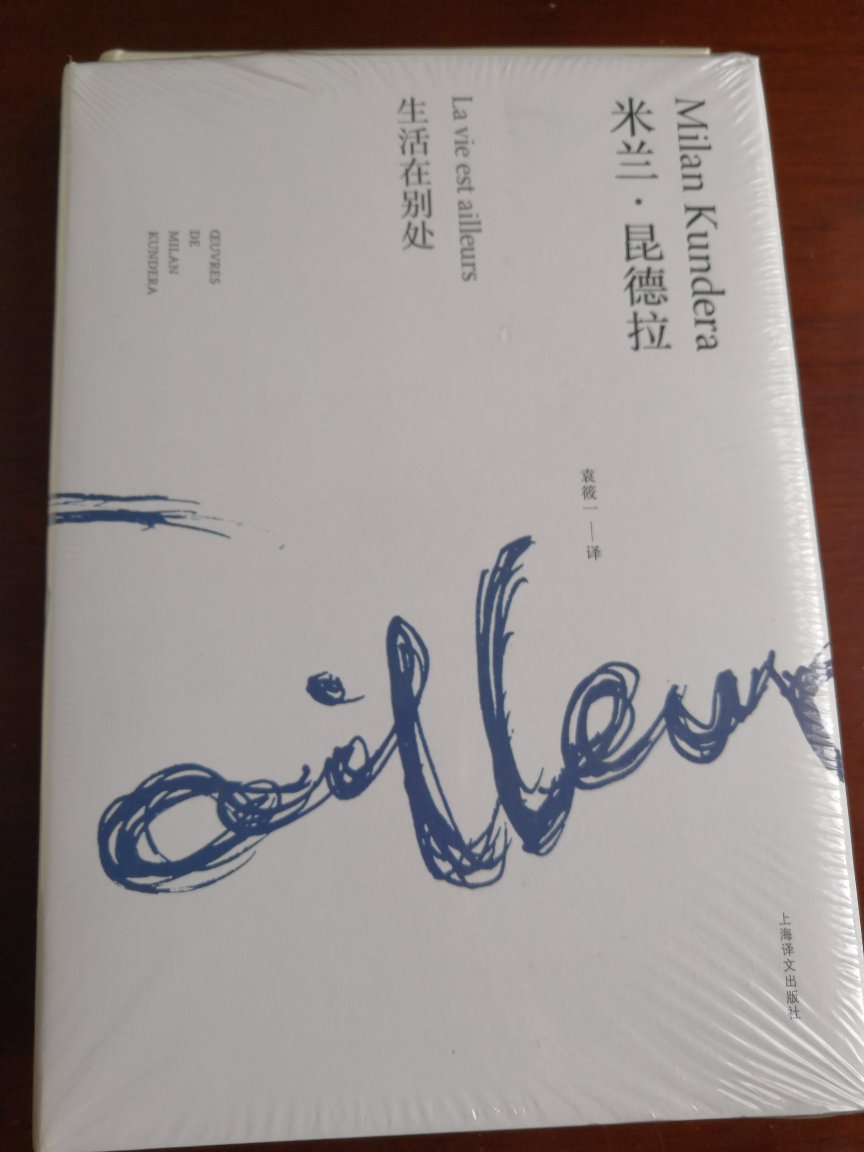 Milan Kundera
米兰·昆德拉
La vie est ailleurs
生活在别处
ŒUVRES
DE
MILAN
KUNDERA
袁筱一——译
ailleurs
上海译文出版社